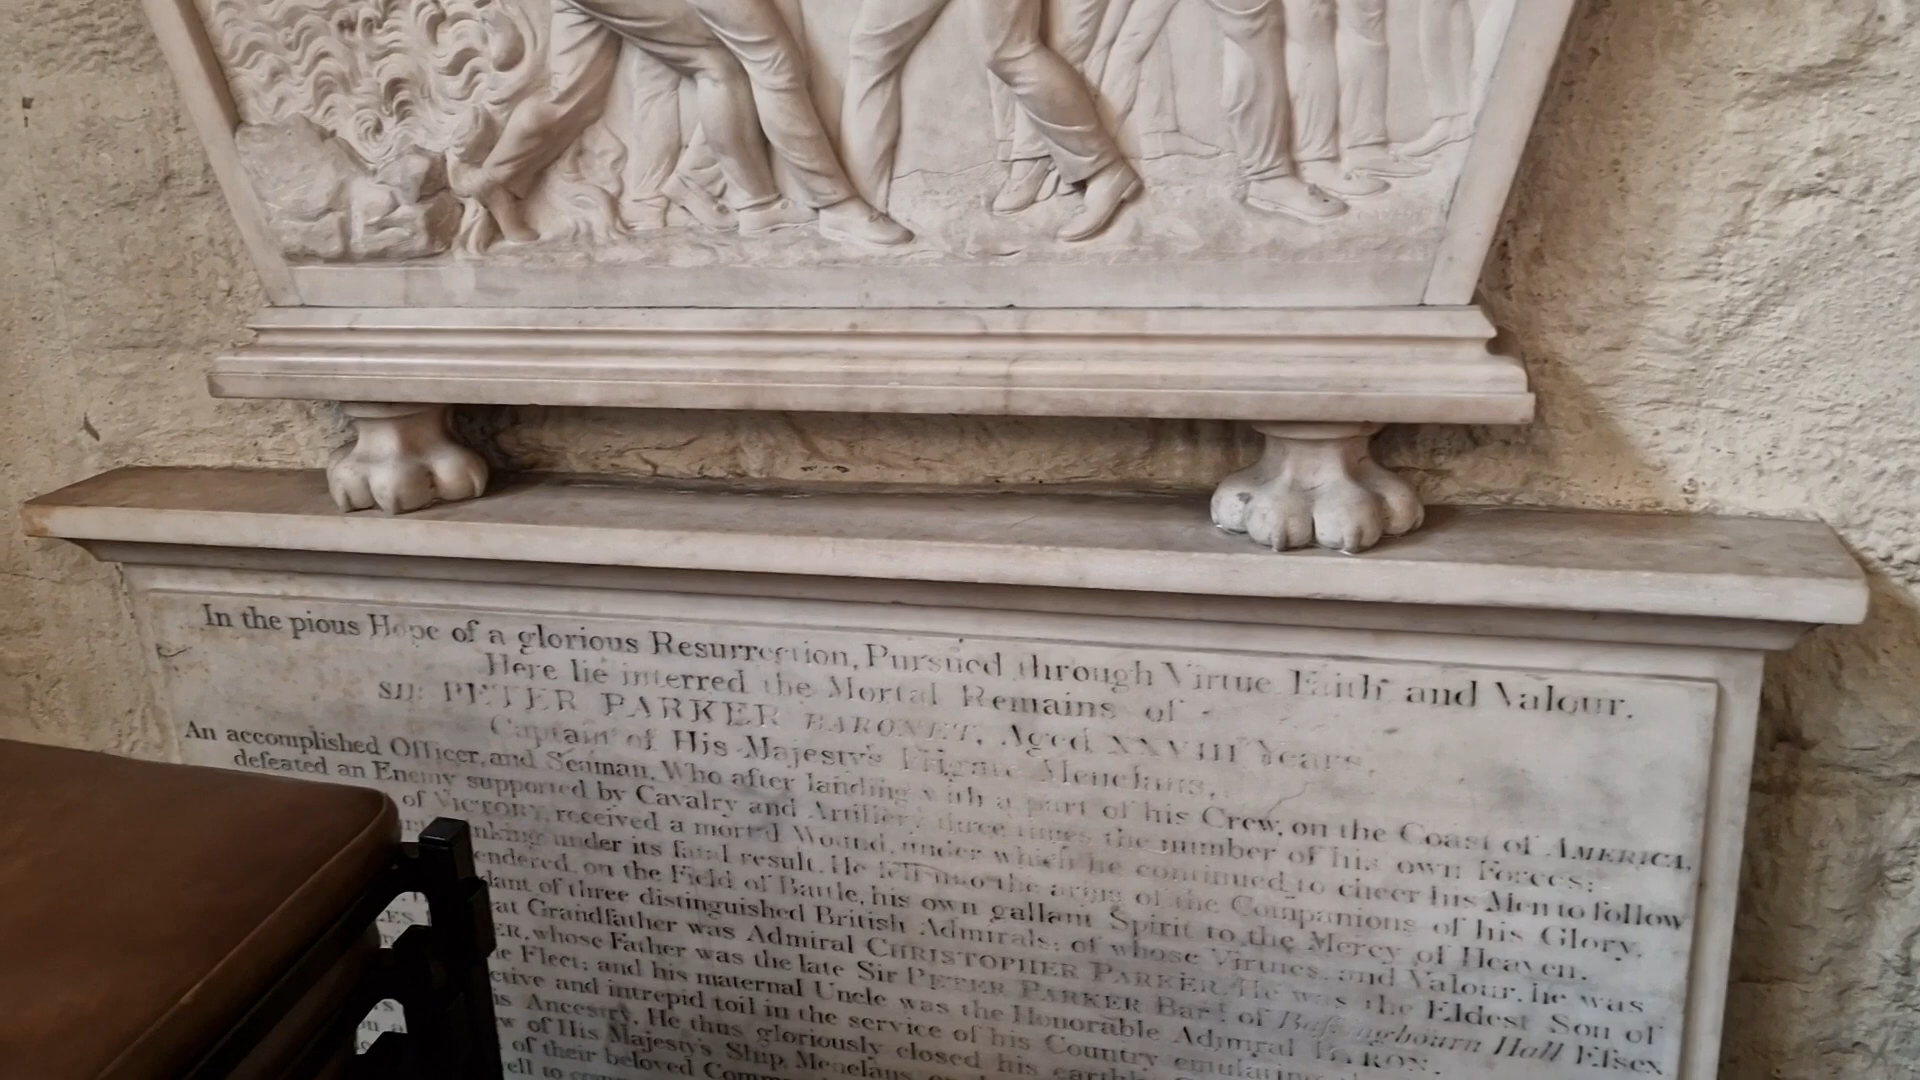 In the pious Hope of a glorious Resurrection, Pursued through Virtue Faith and Valour.
Here lie interred the Mortal Remains of
SIR PETER PARKER BARONET, Aged XXVIII Years,
Captain of His Majesty's Frigate Menelaus,
An accomplished Officer, and Seaman, Who after landing with a part of his Crew, on the Coast of AMERICA,
defeated an Enemy supported by Cavalry and Artillery three times the number of his own Forces:
of VICTORY, received a mortal Wound, under which he continued to cheer his Men to follow
under its fatal result, He fell into the arms of the Companions of his Glory,
on the Field of Battle, his own gallant Spirit to the Mercy of Heaven.
of three distinguished British Admirals: of whose Virtues, and Valour, he was
Grandfather was Admiral CHRISTOPHER PARKER He was the Eldest Son of
whose Father was the late Sir PETER PARKER Bart. of Bassingbourn Hall Essex
Fleet; and his maternal Uncle was the Honorable Admiral BYRON.
and intrepid toil in the service of his Country emulating
Ancestry, He thus gloriously closed his
of His Majesty's Ship, Menelaus
of their beloved